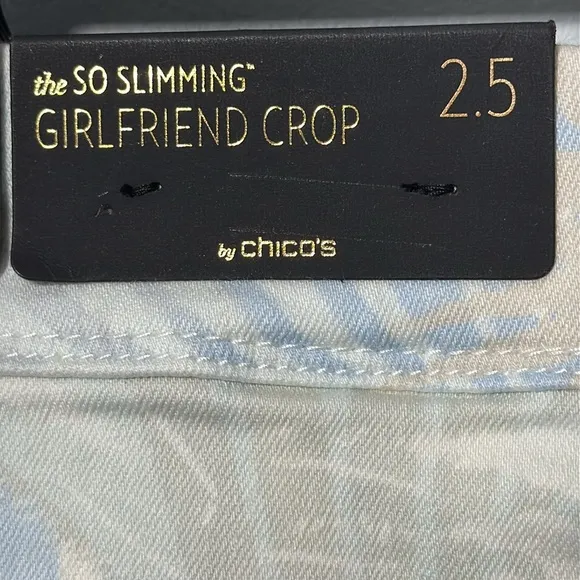 the SO SLIMMING™ 2.5
GIRLFRIEND CROP
by chico's